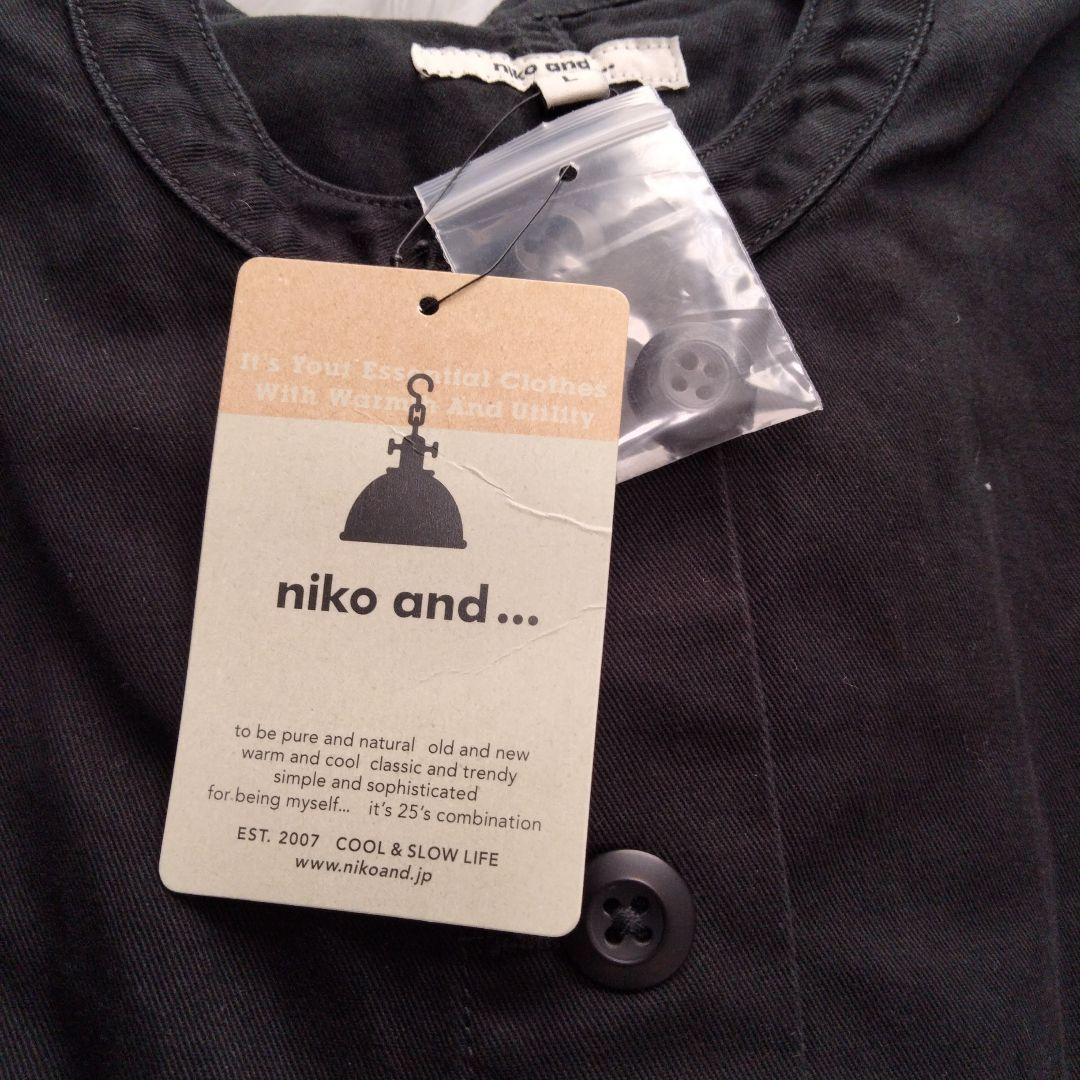 niko and ...
L
It's Your Essential Clothes
With Warmth And Utility
niko and ...
to be pure and natural old and new
warm and cool classic and trendy
simple and sophisticated
for being myself... it's 25's combination
EST. 2007 COOL & SLOW LIFE
www.nikoand.jp